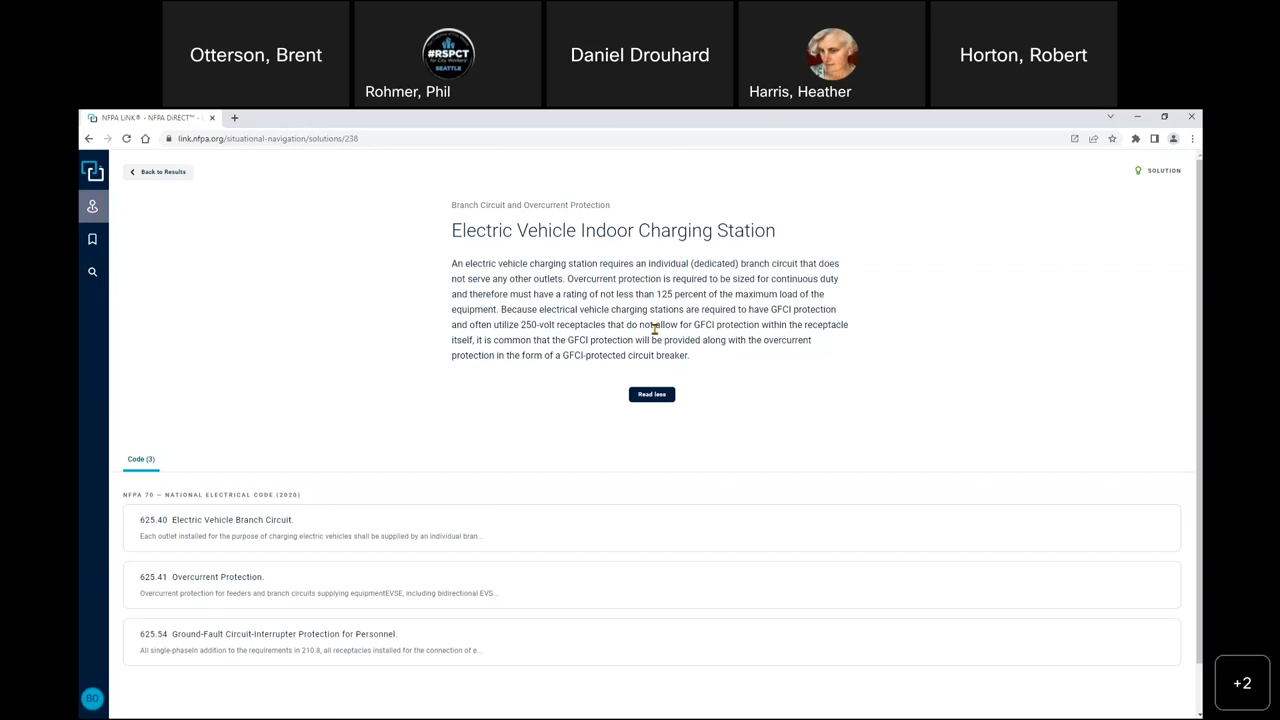 Otterson, Brent
#RSPCT
for City Workers!
SEATTLE
Rohmer, Phil
Daniel Drouhard
Harris, Heather
Horton, Robert
NFPA LiNK® - NFPA DiRECT™ -
link.nfpa.org/situational-navigation/solutions/238
Back to Results
SOLUTION
Branch Circuit and Overcurrent Protection
Electric Vehicle Indoor Charging Station
An electric vehicle charging station requires an individual (dedicated) branch circuit that does
not serve any other outlets. Overcurrent protection is required to be sized for continuous duty
and therefore must have a rating of not less than 125 percent of the maximum load of the
equipment. Because electrical vehicle charging stations are required to have GFCI protection
and often utilize 250-volt receptacles that do not allow for GFCI protection within the receptacle
itself, it is common that the GFCI protection will be provided along with the overcurrent
protection in the form of a GFCI-protected circuit breaker.
Read less
Code (3)
NFPA 70 — NATIONAL ELECTRICAL CODE (2020)
625.40 Electric Vehicle Branch Circuit.
Each outlet installed for the purpose of charging electric vehicles shall be supplied by an individual bran...
625.41 Overcurrent Protection.
Overcurrent protection for feeders and branch circuits supplying equipmentEVSE, including bidirectional EVS...
625.54 Ground-Fault Circuit-Interrupter Protection for Personnel.
All single-phaseIn addition to the requirements in 210.8, all receptacles installed for the connection of e...
BO
+2